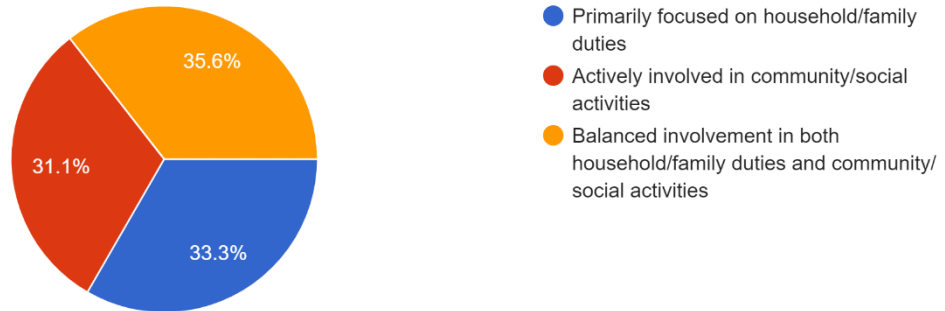 35.6%
31.1%
33.3%
Primarily focused on household/family
duties
Actively involved in community/social
activities
Balanced involvement in both
household/family duties and community/
social activities